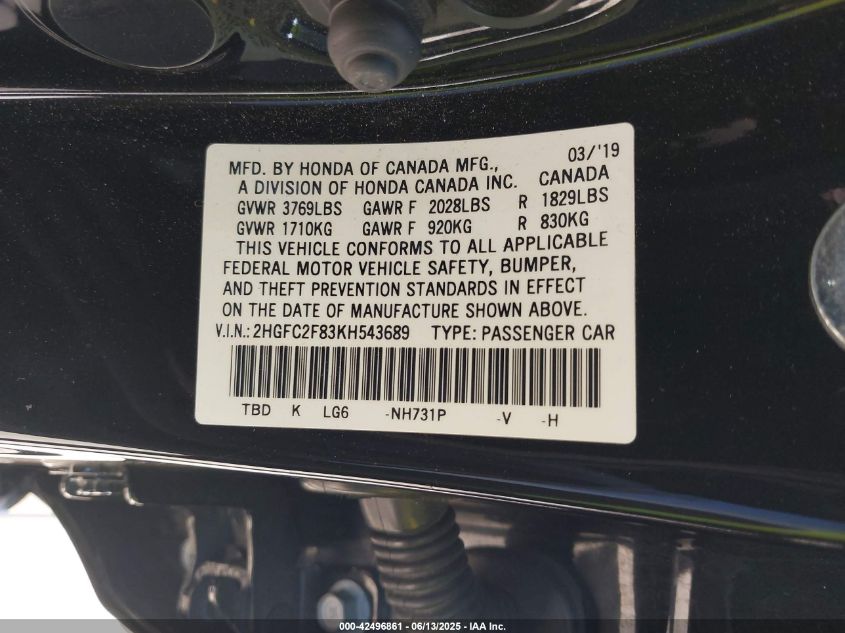 MFD. BY HONDA OF CANADA MFG., 03/'19
A DIVISION OF HONDA CANADA INC. CANADA
GVWR 3769LBS GAWR F 2028LBS R 1829LBS
GVWR 1710KG GAWR F 920KG R 830KG
THIS VEHICLE CONFORMS TO ALL APPLICABLE
FEDERAL MOTOR VEHICLE SAFETY, BUMPER,
AND THEFT PREVENTION STANDARDS IN EFFECT
ON THE DATE OF MANUFACTURE SHOWN ABOVE.
V.I.N.: 2HGFC2F83KH543689 TYPE: PASSENGER CAR
TBD K LG6 -NH731P -V -H
000-42496861 - 06/13/2025 - IAA Inc.